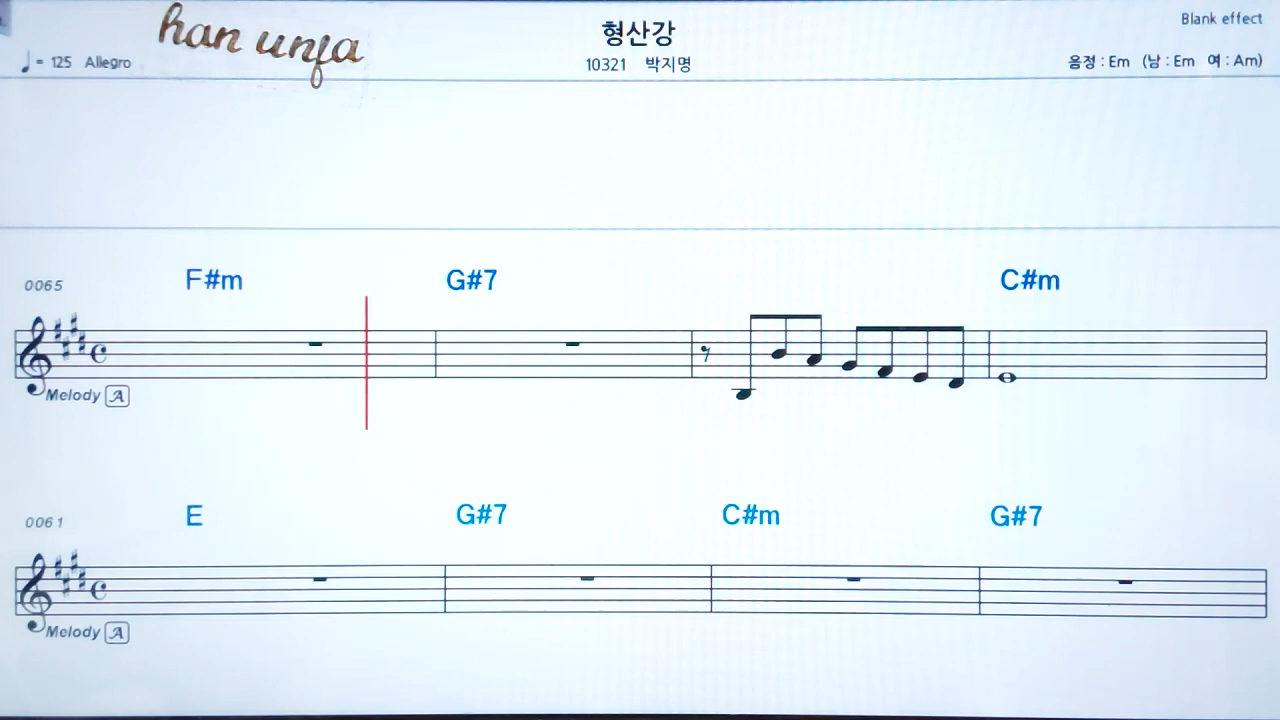 han unfa
형산강
Blank effect
♩ = 125 Allegro
10321 박지명
음정 : Em (남 : Em 여 : Am)
F#m G#7 C#m
0065
Melody A
E G#7 C#m G#7
0061
Melody A